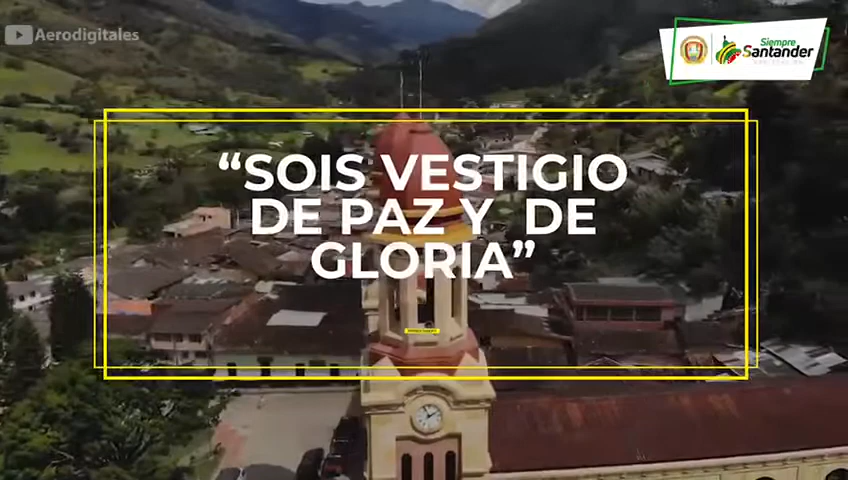 Aerodigitales
Siempre
Santander
“SOIS VESTIGIO
DE PAZ Y DE
GLORIA”